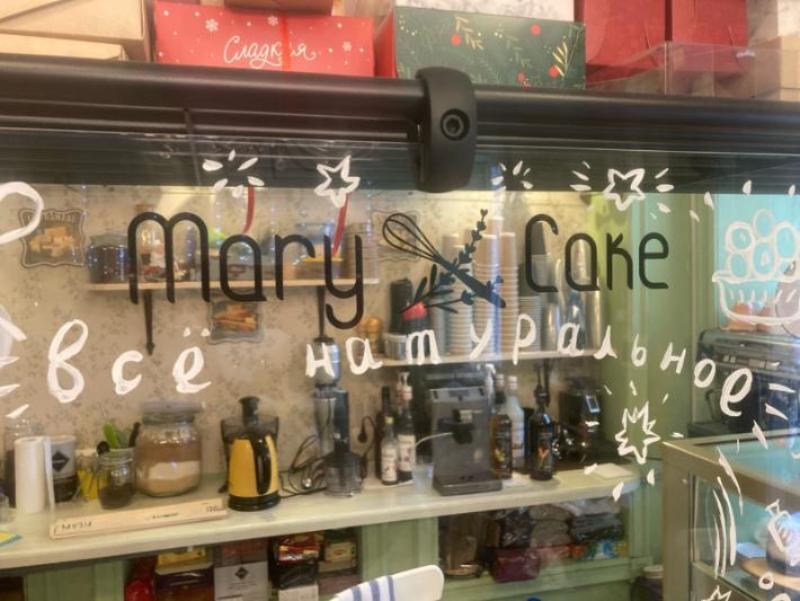 Сладкая
Mary Cake
всё натуральное